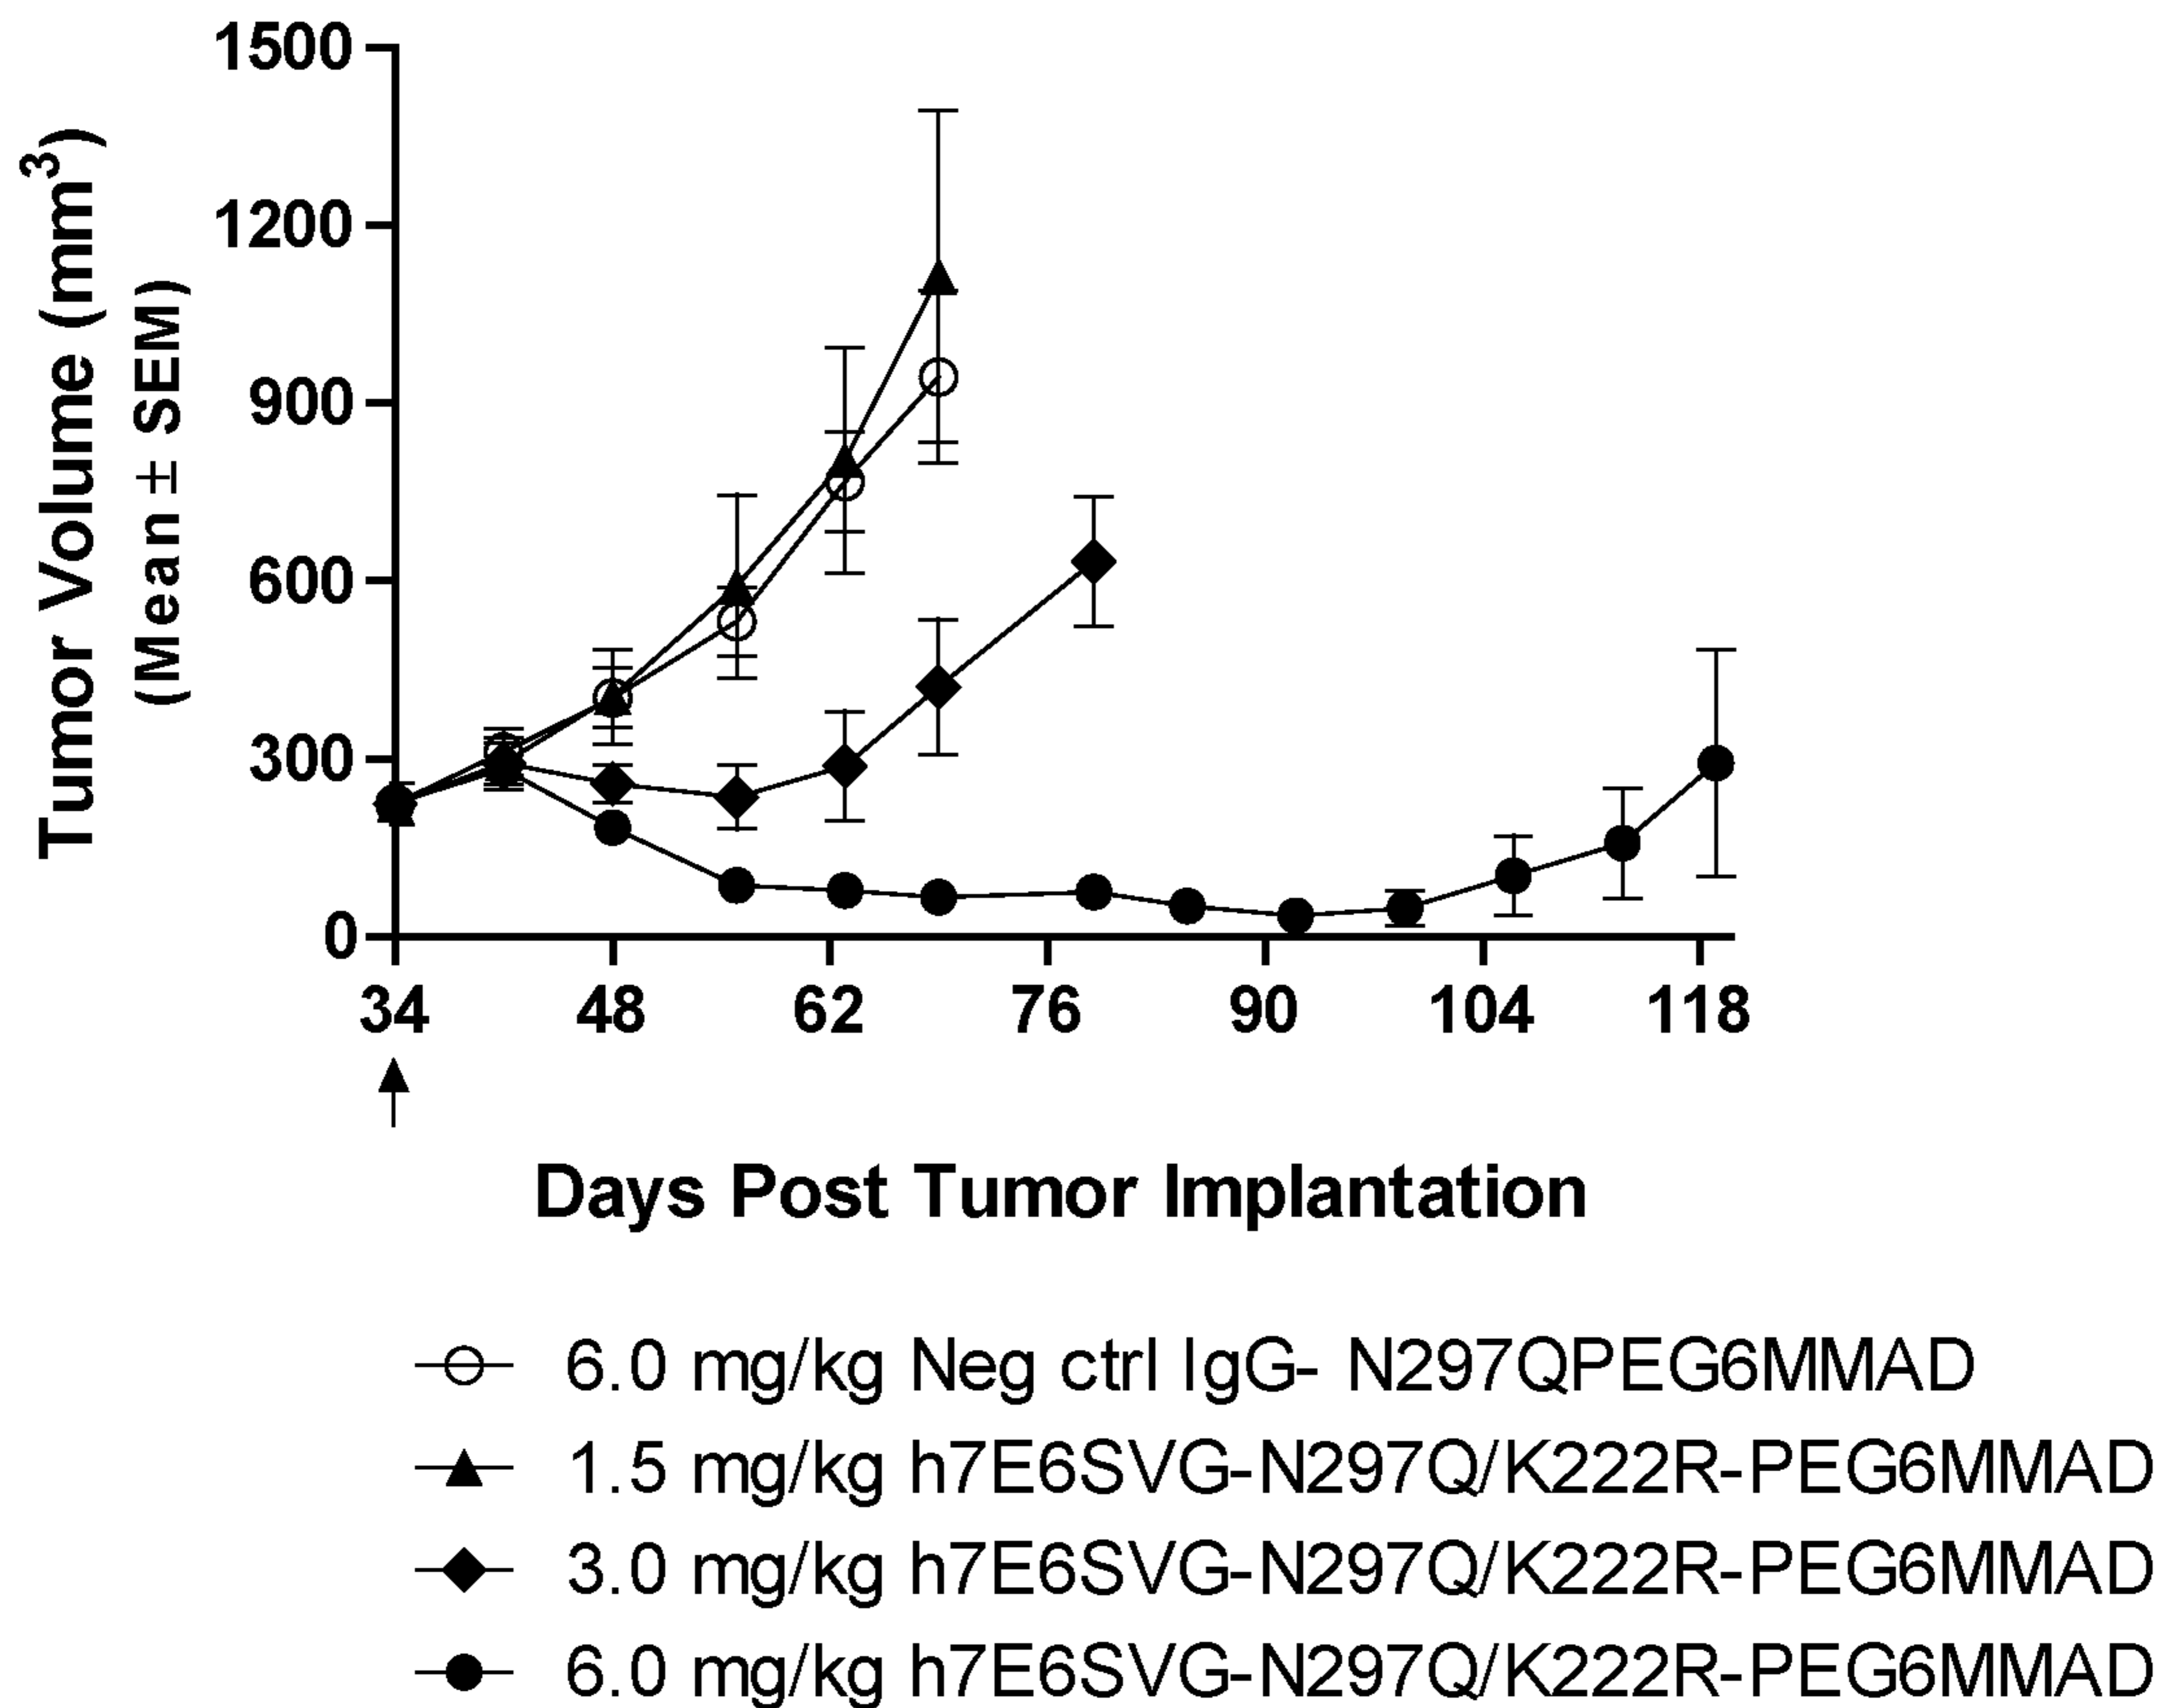 Tumor Volume (mm³)
(Mean ± SEM)
1500
1200
900
600
300
0
34 48 62 76 90 104 118
Days Post Tumor Implantation
6.0 mg/kg Neg ctrl IgG- N297QPEG6MMAD
1.5 mg/kg h7E6SVG-N297Q/K222R-PEG6MMAD
3.0 mg/kg h7E6SVG-N297Q/K222R-PEG6MMAD
6.0 mg/kg h7E6SVG-N297Q/K222R-PEG6MMAD